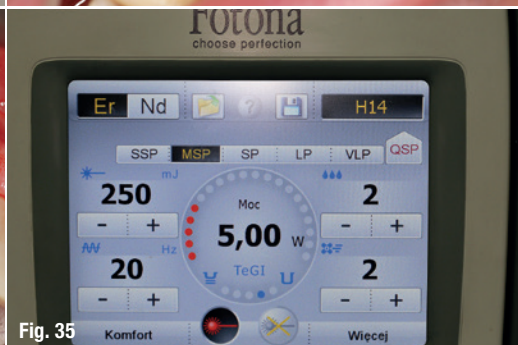 Fotona
choose perfection
Er Nd ? H14
SSP MSP SP LP VLP QSP
mJ
250
- +
Hz
20
- +
Moc
5,00 W
TeGI
2
- +
2
- +
Komfort
Więcej
Fig. 35